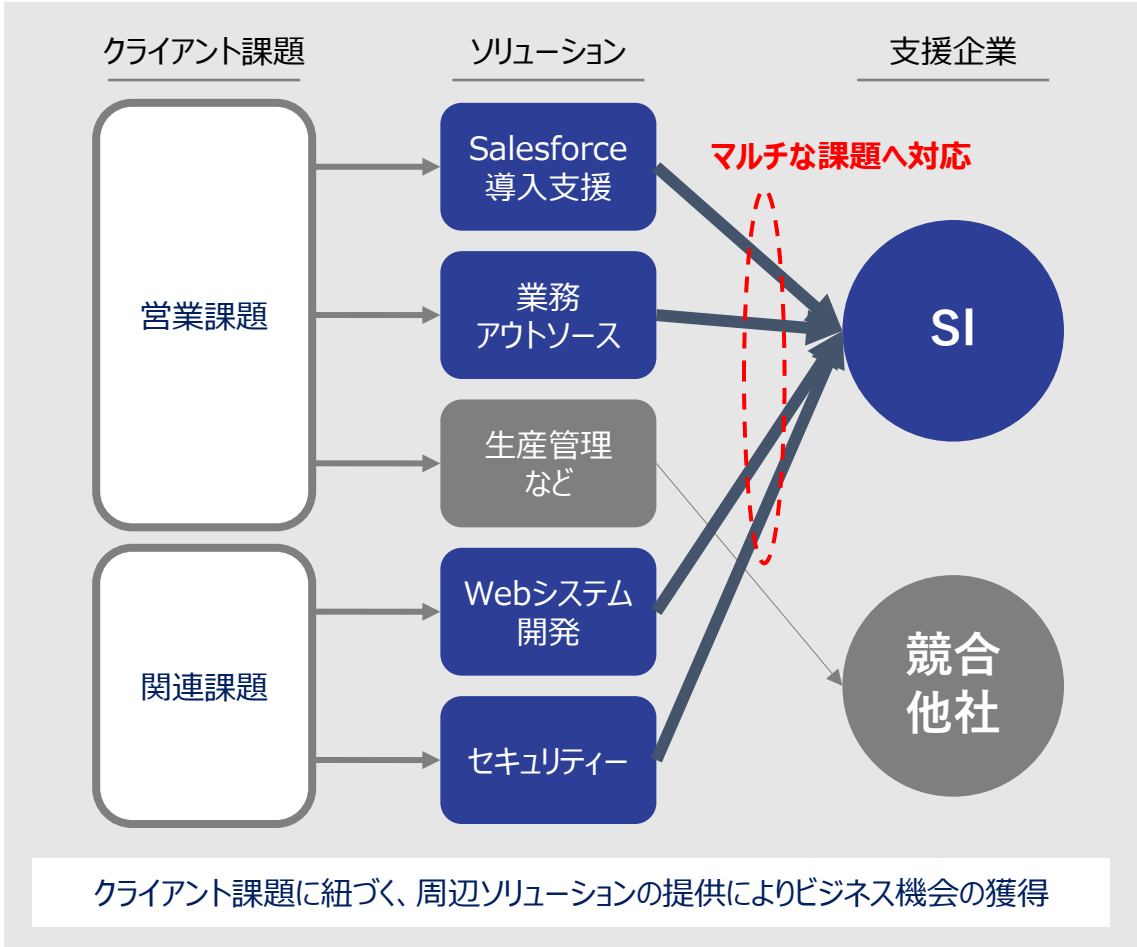 クライアント課題
ソリューション
支援企業
営業課題
関連課題
Salesforce
導入支援
業務
アウトソース
生産管理
など
Webシステム
開発
セキュリティー
マルチな課題へ対応
SI
競合
他社
クライアント課題に紐づく、周辺ソリューションの提供によりビジネス機会の獲得